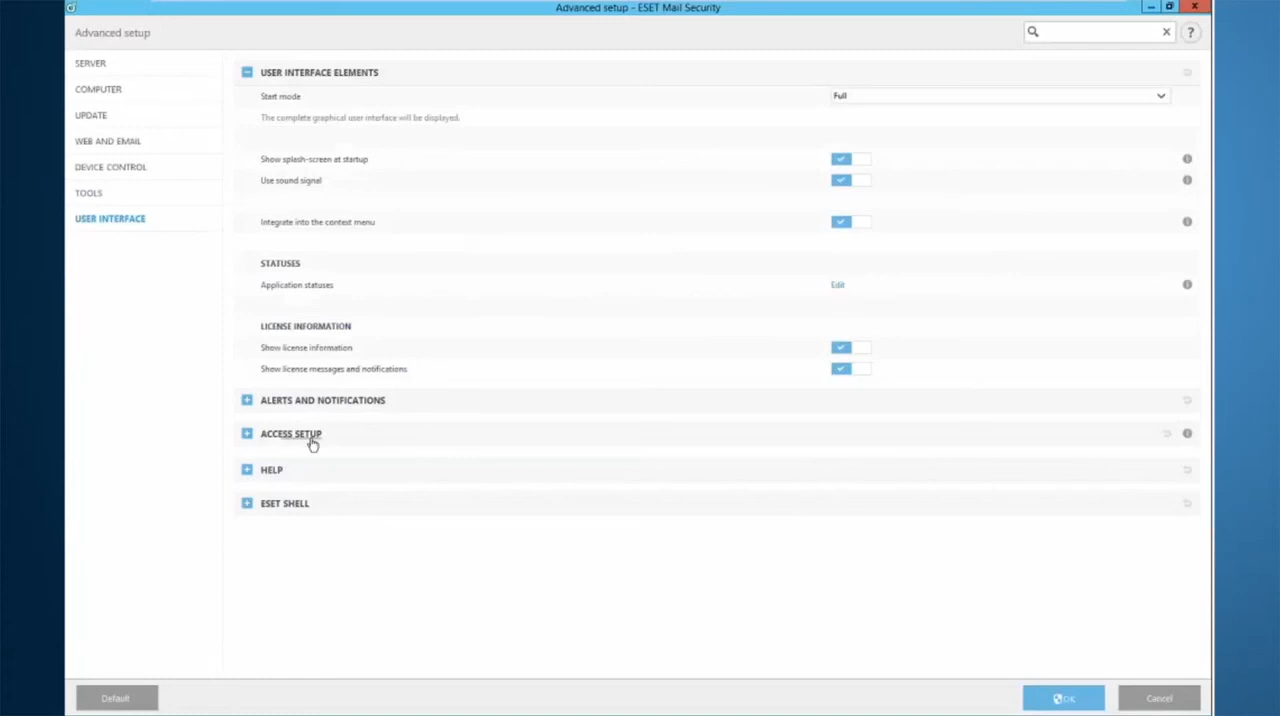 Advanced setup - ESET Mail Security
Advanced setup
?
SERVER
COMPUTER
UPDATE
WEB AND EMAIL
DEVICE CONTROL
TOOLS
USER INTERFACE
USER INTERFACE ELEMENTS
Start mode Full
The complete graphical user interface will be displayed.
Show splash-screen at startup
Use sound signal
Integrate into the context menu
STATUSES
Application statuses Edit
LICENSE INFORMATION
Show license information
Show license messages and notifications
ALERTS AND NOTIFICATIONS
ACCESS SETUP
HELP
ESET SHELL
Default OK Cancel